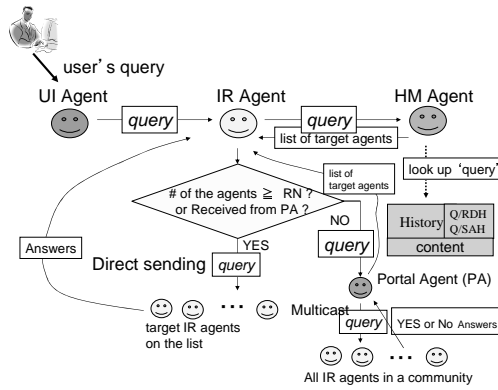 user's query
UI Agent
IR Agent
HM Agent
query
query
list of target agents
look up 'query'
list of
target agents
# of the agents ≧ RN ?
or Received from PA ?
History
Q/RDH
Q/SAH
content
NO
Answers
YES
query
Direct sending
query
Portal Agent (PA)
Multicast
query
YES or No Answers
target IR agents
on the list
• • •
• • •
All IR agents in a community